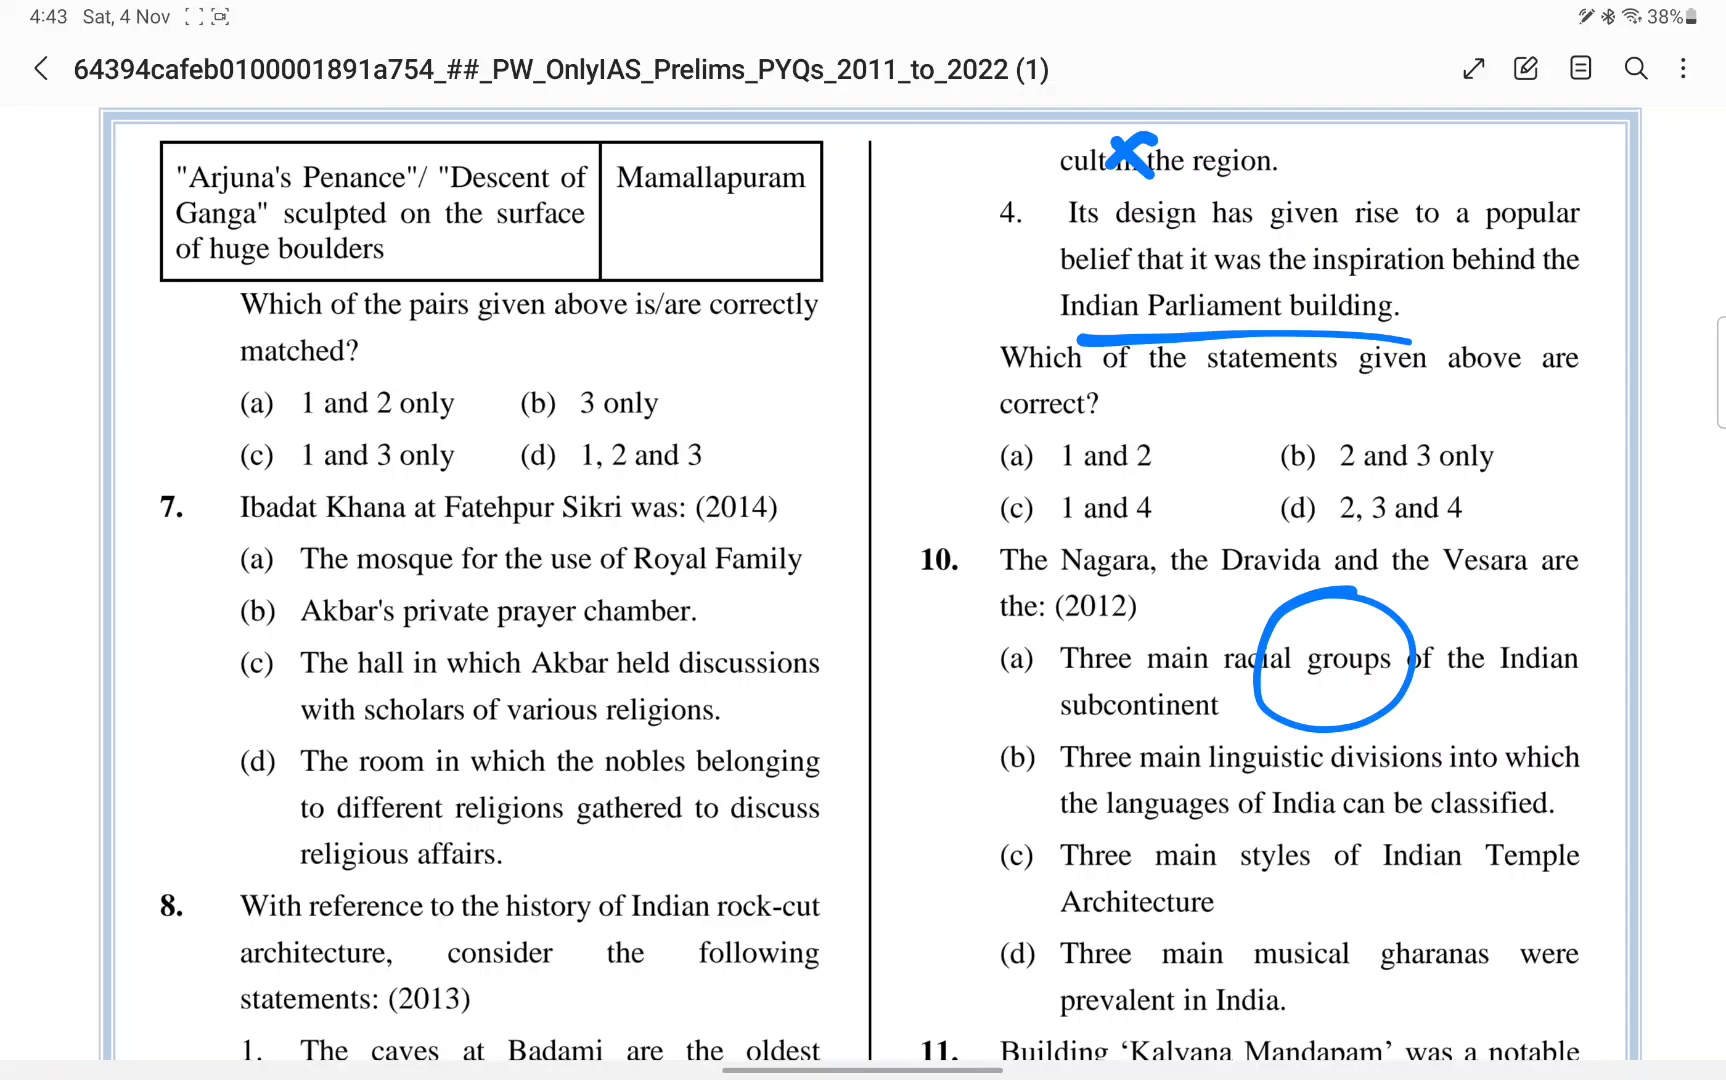 4:43 Sat, 4 Nov
38%
64394cafeb0100001891a754_##_PW_OnlyIAS_Prelims_PYQs_2011_to_2022 (1)
"Arjuna's Penance"/ "Descent of
Ganga" sculpted on the surface
of huge boulders
Mamallapuram
Which of the pairs given above is/are correctly
matched?
(a) 1 and 2 only (b) 3 only
(c) 1 and 3 only (d) 1, 2 and 3
7. Ibadat Khana at Fatehpur Sikri was: (2014)
(a) The mosque for the use of Royal Family
(b) Akbar's private prayer chamber.
(c) The hall in which Akbar held discussions
with scholars of various religions.
(d) The room in which the nobles belonging
to different religions gathered to discuss
religious affairs.
8. With reference to the history of Indian rock-cut
architecture, consider the following
statements: (2013)
1. The caves at Badami are the oldest
cult in the region.
4. Its design has given rise to a popular
belief that it was the inspiration behind the
Indian Parliament building.
Which of the statements given above are
correct?
(a) 1 and 2 (b) 2 and 3 only
(c) 1 and 4 (d) 2, 3 and 4
10. The Nagara, the Dravida and the Vesara are
the: (2012)
(a) Three main racial groups of the Indian
subcontinent
(b) Three main linguistic divisions into which
the languages of India can be classified.
(c) Three main styles of Indian Temple
Architecture
(d) Three main musical gharanas were
prevalent in India.
11. Building ‘Kalyana Mandapam’ was a notable